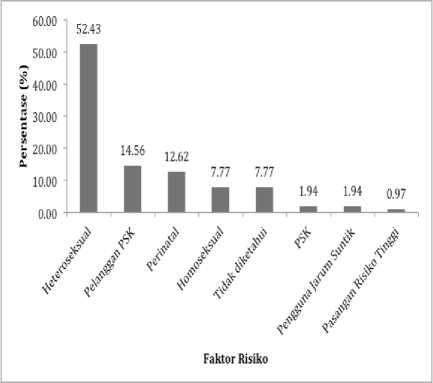 60.00
50.00
40.00
30.00
20.00
10.00
0.00
Persentase (%)
52.43
14.56
12.62
7.77
7.77
1.94
1.94
0.97
Heteroseksual
Pelanggan PSK
Perinatal
Homoseksual
Tidak diketahui
PSK
Pengguna Jarum Suntik
Pasangan Risiko Tinggi
Faktor Risiko